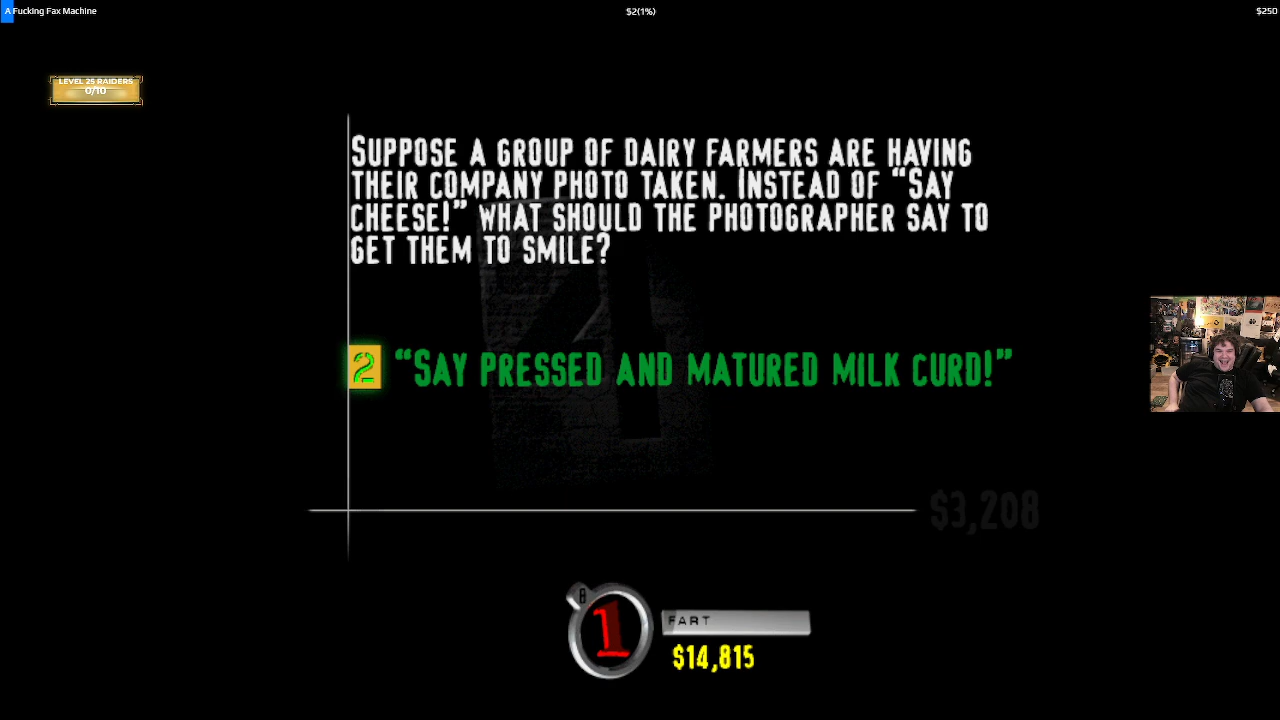 A Fucking Fax Machine
$2(1%)
$250
LEVEL 25 RAIDERS
0/10
SUPPOSE A GROUP OF DAIRY FARMERS ARE HAVING
THEIR COMPANY PHOTO TAKEN. INSTEAD OF “SAY
CHEESE!” WHAT SHOULD THE PHOTOGRAPHER SAY TO
GET THEM TO SMILE?
2 “SAY PRESSED AND MATURED MILK CURD!”
$3,208
8
1
FART
$14,815